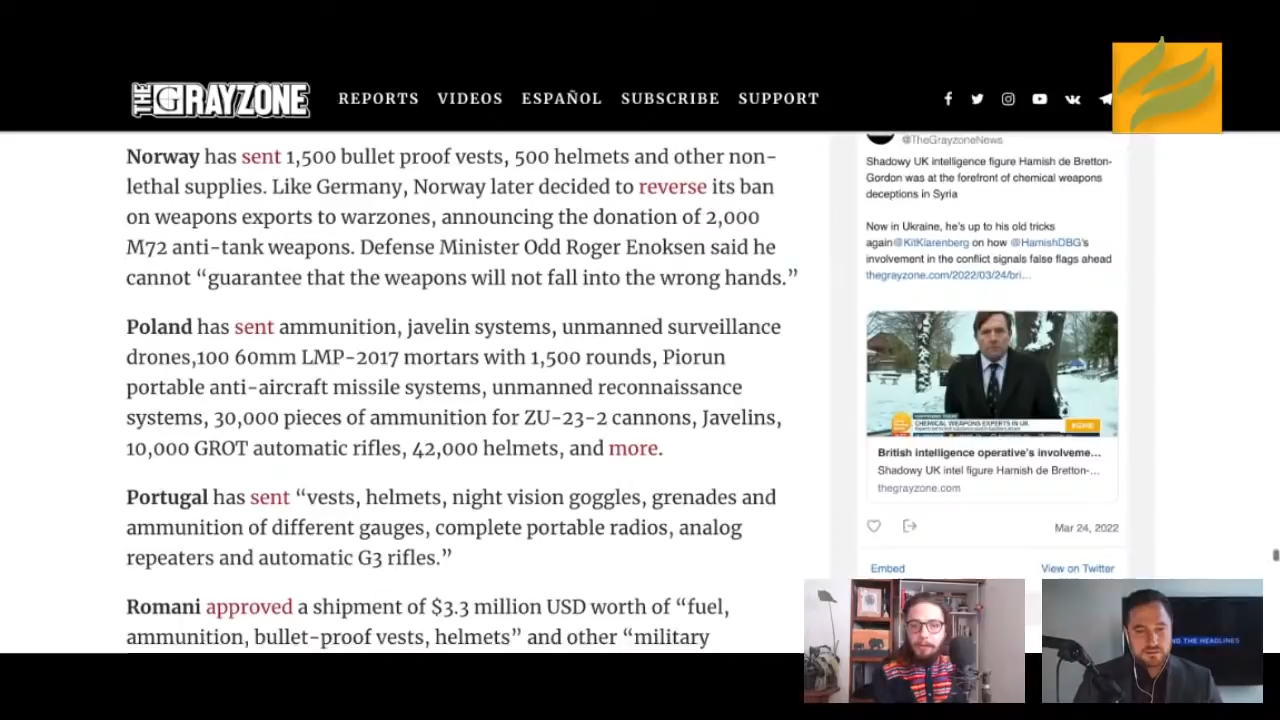 THE GRAYZONE
REPORTS VIDEOS ESPAÑOL SUBSCRIBE SUPPORT
Norway has sent 1,500 bullet proof vests, 500 helmets and other non-
lethal supplies. Like Germany, Norway later decided to reverse its ban
on weapons exports to warzones, announcing the donation of 2,000
M72 anti-tank weapons. Defense Minister Odd Roger Enoksen said he
cannot “guarantee that the weapons will not fall into the wrong hands.”
Poland has sent ammunition, javelin systems, unmanned surveillance
drones,100 60mm LMP-2017 mortars with 1,500 rounds, Piorun
portable anti-aircraft missile systems, unmanned reconnaissance
systems, 30,000 pieces of ammunition for ZU-23-2 cannons, Javelins,
10,000 GROT automatic rifles, 42,000 helmets, and more.
Portugal has sent “vests, helmets, night vision goggles, grenades and
ammunition of different gauges, complete portable radios, analog
repeaters and automatic G3 rifles.”
Romani approved a shipment of $3.3 million USD worth of “fuel,
ammunition, bullet-proof vests, helmets” and other “military
@TheGrayzoneNews
Shadowy UK intelligence figure Hamish de Bretton-
Gordon was at the forefront of chemical weapons
deceptions in Syria
Now in Ukraine, he's up to his old tricks
again@KitKlarenberg on how @HamishDBG's
involvement in the conflict signals false flags ahead
thegrayzone.com/2022/03/24/bri...
CHEMICAL WEAPONS EXPERTS IN UK
British intelligence operative's involveme...
Shadowy UK intel figure Hamish de Bretton-...
thegrayzone.com
Mar 24, 2022
Embed View on Twitter
ND THE HEADLINES